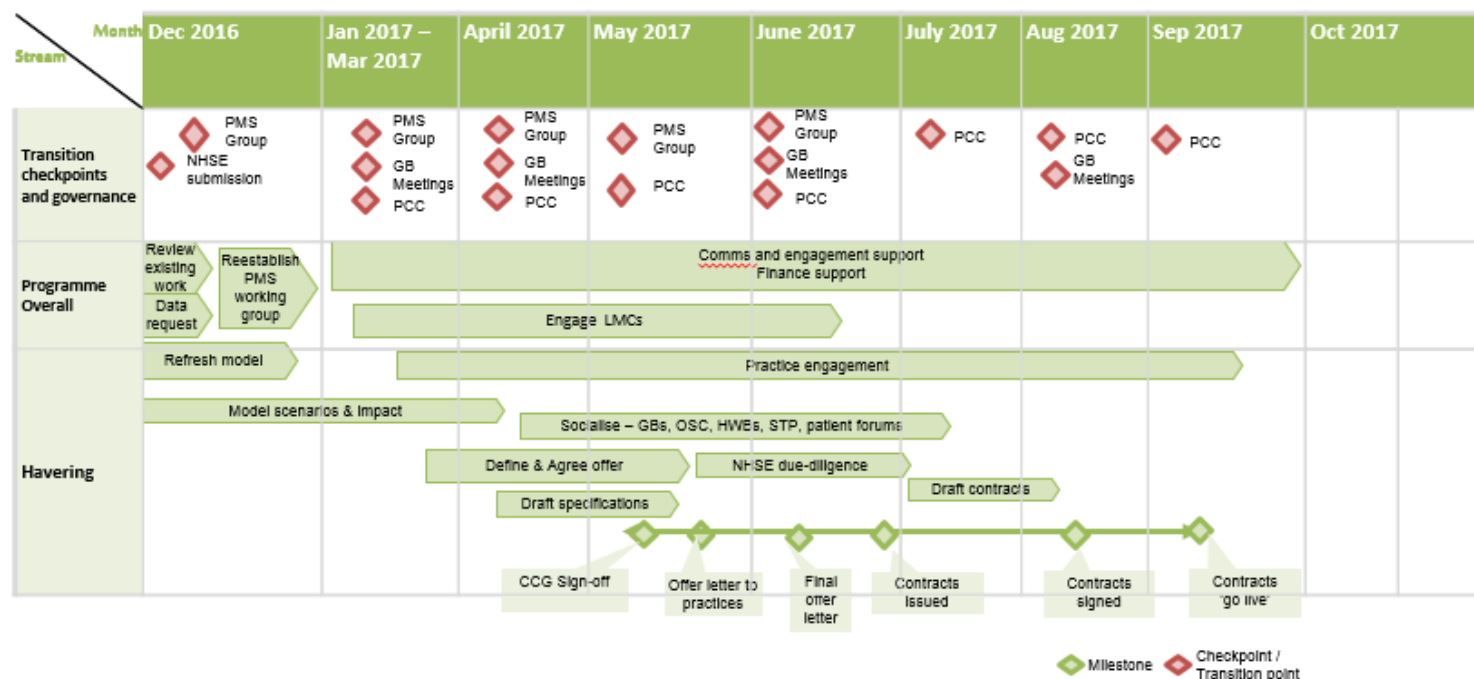 Month
Stream
Dec 2016
Jan 2017 –
Mar 2017
April 2017
May 2017
June 2017
July 2017
Aug 2017
Sep 2017
Oct 2017
Transition
checkpoints
and governance
PMS
Group
NHSE
submission
PMS
Group
GB
Meetings
PCC
PMS
Group
GB
Meetings
PCC
PMS
Group
PCC
PMS
Group
GB
Meetings
PCC
PCC
PCC
GB
Meetings
PCC
Programme
Overall
Review
existing
work
Data
request
Reestablish
PMS
working
group
Comms and engagement support
Finance support
Engage LMCs
Havering
Refresh model
Practice engagement
Model scenarios & Impact
Socialise – GBs, OSC, HWBs, STP, patient forums
Define & Agree offer
NHSE due-diligence
Draft contracts
Draft specifications
CCG Sign-off
Offer letter to
practices
Final
offer
letter
Contracts
Issued
Contracts
signed
Contracts
'go live'
Milestone
Checkpoint /
Transition point